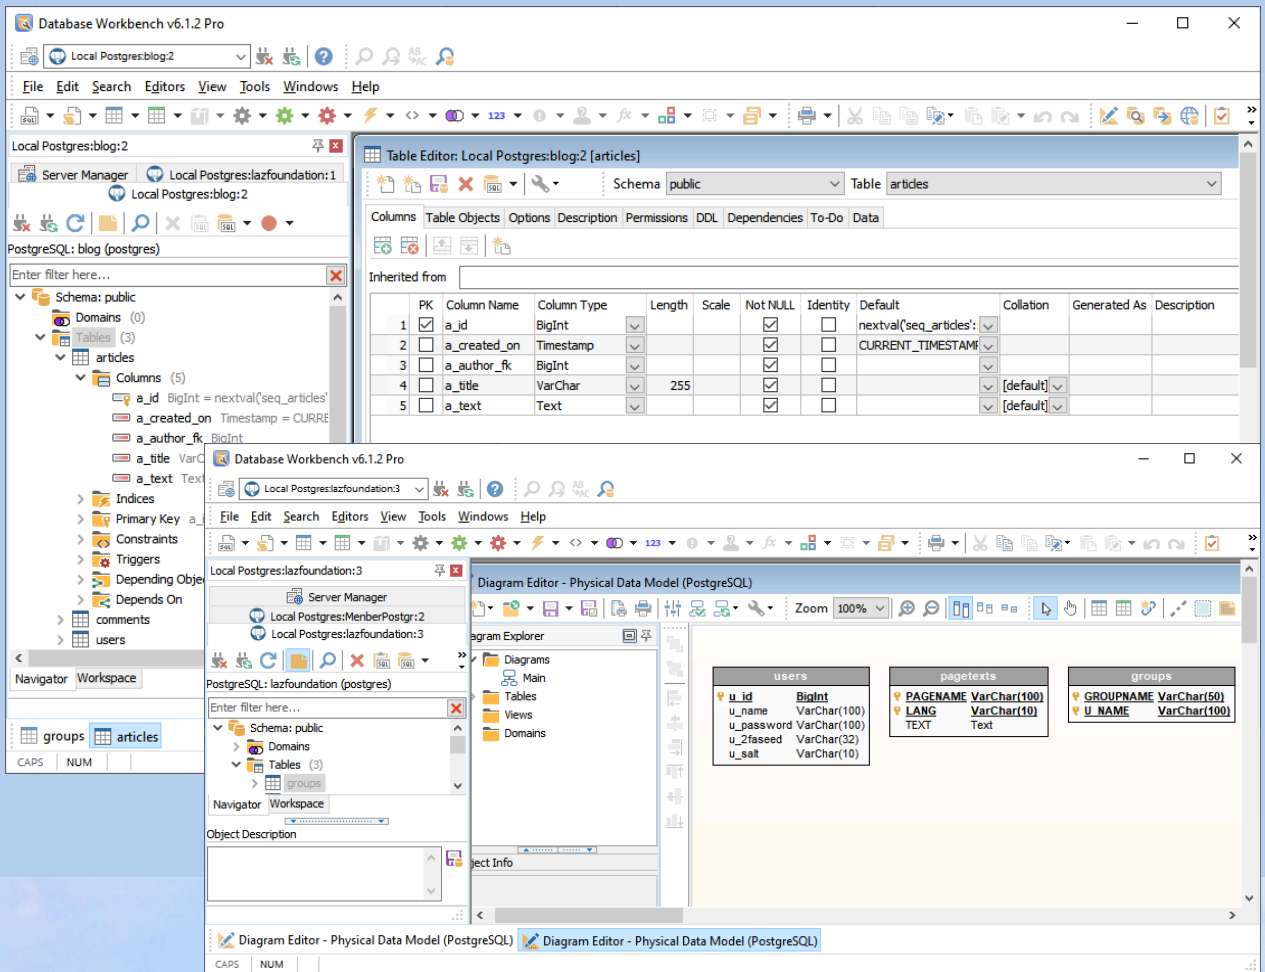 Database Workbench v6.1.2 Pro
Local Postgres:blog:2
File Edit Search Editors View Tools Windows Help
123
Local Postgres:blog:2
Server Manager Local Postgres:lazfoundation:1
Local Postgres:blog:2
PostgreSQL: blog (postgres)
Enter filter here...
Schema: public
Domains (0)
Tables (3)
articles
Columns (5)
a_id BigInt = nextval('seq_articles'
a_created_on Timestamp = CURRE
a_author_fk BigInt
a_title VarC
a_text Text
Indices
Primary Key a_i
Constraints
Triggers
Depending Obje
Depends On
comments
users
Navigator Workspace
groups articles
CAPS NUM
Table Editor: Local Postgres:blog:2 [articles]
Schema public Table articles
Columns Table Objects Options Description Permissions DDL Dependencies To-Do Data
Inherited from
PK Column Name Column Type Length Scale Not NULL Identity Default Collation Generated As Description
1 a_id BigInt nextval('seq_articles':
2 a_created_on Timestamp CURRENT_TIMESTAMP
3 a_author_fk BigInt
4 a_title VarChar 255 [default]
5 a_text Text [default]
Database Workbench v6.1.2 Pro
Local Postgres:lazfoundation:3
File Edit Search Editors View Tools Windows Help
123
Local Postgres:lazfoundation:3
Server Manager
Local Postgres:MenberPostgr:2
Local Postgres:lazfoundation:3
PostgreSQL: lazfoundation (postgres)
Enter filter here...
Schema: public
Domains
Tables (3)
groups
Navigator Workspace
Object Description
Diagram Editor - Physical Data Model (PostgreSQL)
Zoom 100%
agram Explorer
Diagrams
Main
Tables
Views
Domains
ject Info
users
u_id BigInt
u_name VarChar(100)
u_password VarChar(100)
u_2faseed VarChar(32)
u_salt VarChar(10)
pagetexts
PAGENAME VarChar(100)
LANG VarChar(10)
TEXT Text
groups
GROUPNAME VarChar(50)
U_NAME VarChar(100)
Diagram Editor - Physical Data Model (PostgreSQL) Diagram Editor - Physical Data Model (PostgreSQL)
CAPS NUM